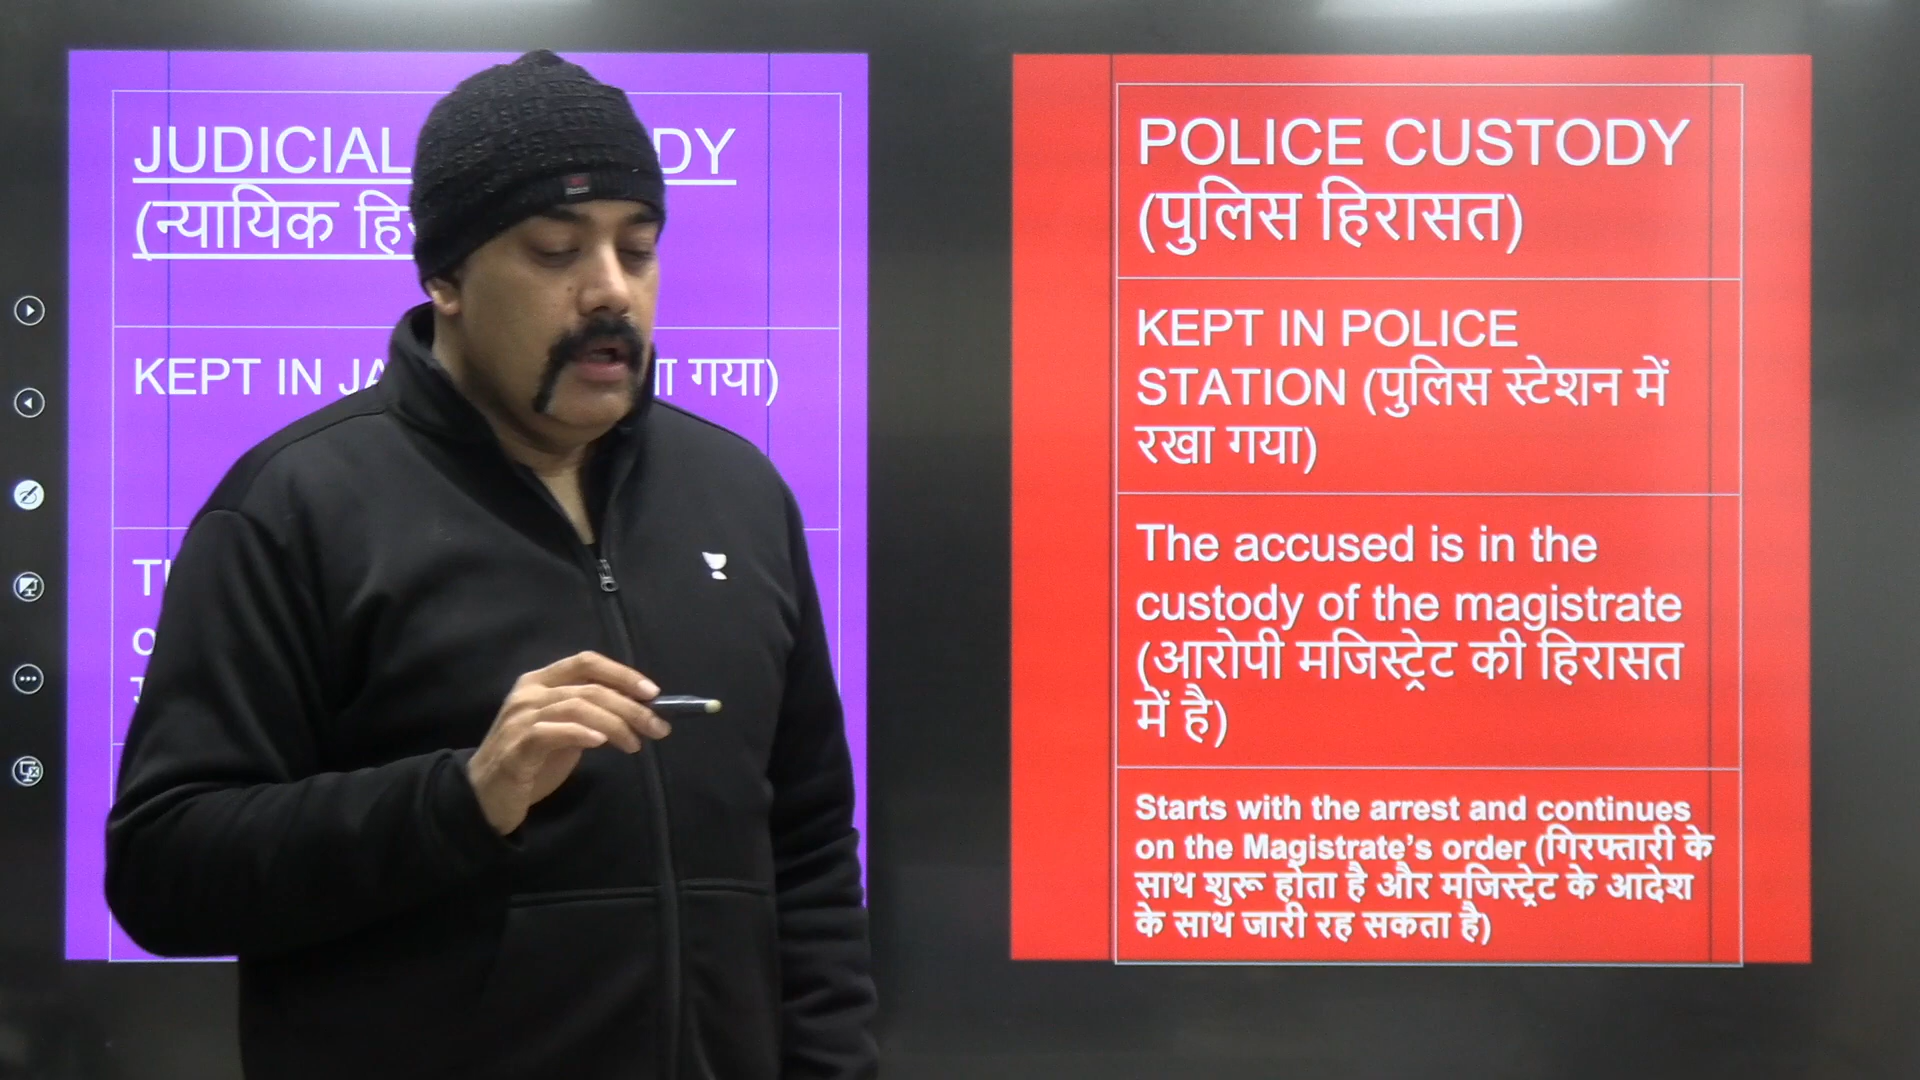 JUDICIAL
(न्यायिक
KEPT IN गया)
POLICE CUSTODY
(पुलिस हिरासत)
KEPT IN POLICE
STATION (पुलिस स्टेशन में
रखा गया)
The accused is in the
custody of the magistrate
(आरोपी मजिस्ट्रेट की हिरासत
में है)
Starts with the arrest and continues
on the Magistrate’s order (गिरफ्तारी के
साथ शुरू होता है और मजिस्ट्रेट के आदेश
के साथ जारी रह सकता है)